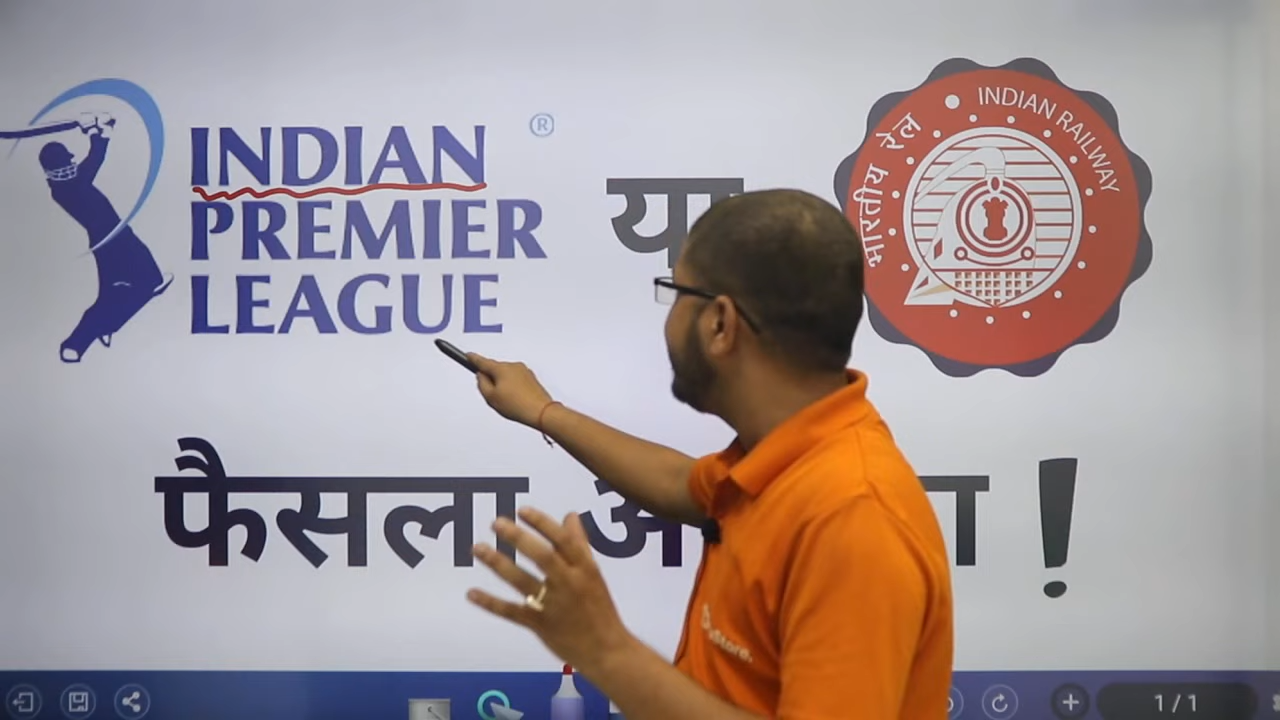 INDIAN
PREMIER
LEAGUE
®
भारतीय रेल
INDIAN RAILWAY
फैसला
!
1 / 1